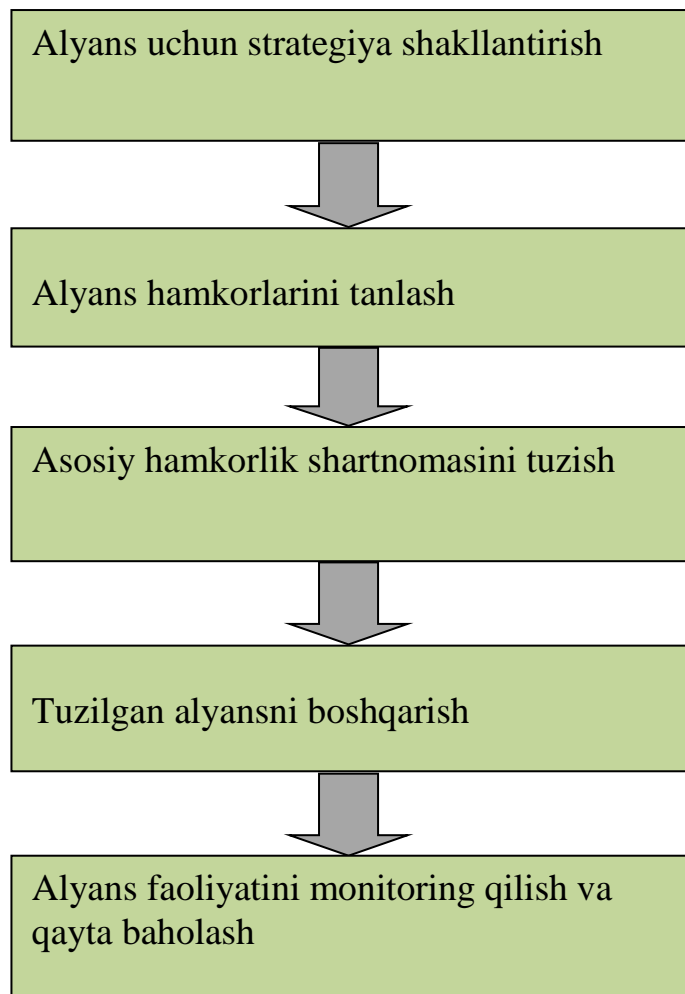 Alyans uchun strategiya shakllantirish
Alyans hamkorlarini tanlash
Asosiy hamkorlik shartnomasini tuzish
Tuzilgan alyansni boshqarish
Alyans faoliyatini monitoring qilish va
qayta baholash